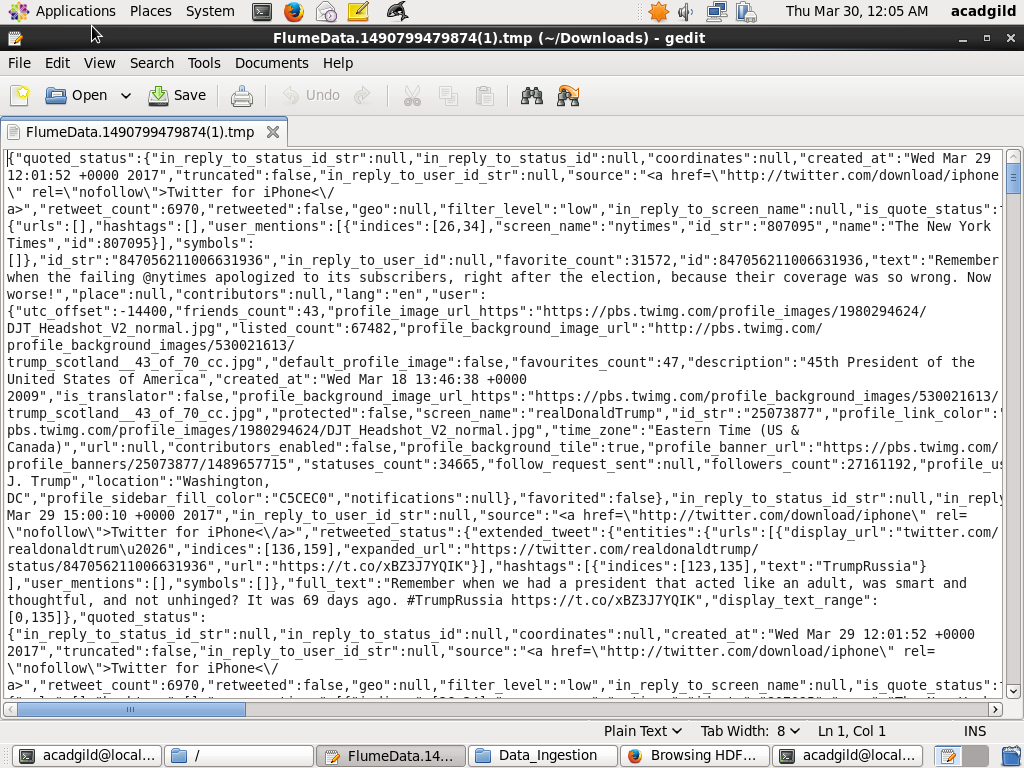 Applications Places System Thu Mar 30, 12:05 AM acadgild
FlumeData.1490799479874(1).tmp (~/Downloads) - gedit
File Edit View Search Tools Documents Help
Open Save Undo
FlumeData.1490799479874(1).tmp
{"quoted_status":{"in_reply_to_status_id_str":null,"in_reply_to_status_id":null,"coordinates":null,"created_at":"Wed Mar 29
12:01:52 +0000 2017","truncated":false,"in_reply_to_user_id_str":null,"source":"<a href=\"http://twitter.com/download/iphone
\" rel=\"nofollow\">Twitter for iPhone<\/
a>","retweet_count":6970,"retweeted":false,"geo":null,"filter_level":"low","in_reply_to_screen_name":null,"is_quote_status":
{"urls":[],"hashtags":[],"user_mentions":[{"indices":[26,34],"screen_name":"nytimes","id_str":"807095","name":"The New York
Times","id":807095}],"symbols":
[]},"id_str":"847056211006631936","in_reply_to_user_id":null,"favorite_count":31572,"id":847056211006631936,"text":"Remember
when the failing @nytimes apologized to its subscribers, right after the election, because their coverage was so wrong. Now
worse!","place":null,"contributors":null,"lang":"en","user":
{"utc_offset":-14400,"friends_count":43,"profile_image_url_https":"https://pbs.twimg.com/profile_images/1980294624/
DJT_Headshot_V2_normal.jpg","listed_count":67482,"profile_background_image_url":"http://pbs.twimg.com/
profile_background_images/530021613/
trump_scotland__43_of_70_cc.jpg","default_profile_image":false,"favourites_count":47,"description":"45th President of the
United States of America","created_at":"Wed Mar 18 13:46:38 +0000
2009","is_translator":false,"profile_background_image_url_https":"https://pbs.twimg.com/profile_background_images/530021613/
trump_scotland__43_of_70_cc.jpg","protected":false,"screen_name":"realDonaldTrump","id_str":"25073877","profile_link_color":"
pbs.twimg.com/profile_images/1980294624/DJT_Headshot_V2_normal.jpg","time_zone":"Eastern Time (US &
Canada)","url":null,"contributors_enabled":false,"profile_background_tile":true,"profile_banner_url":"https://pbs.twimg.com/
profile_banners/25073877/1489657715","statuses_count":34665,"follow_request_sent":null,"followers_count":27161192,"profile_us
J. Trump","location":"Washington,
DC","profile_sidebar_fill_color":"C5CEC0","notifications":null},"favorited":false},"in_reply_to_status_id_str":null,"in_reply
Mar 29 15:00:10 +0000 2017","in_reply_to_user_id_str":null,"source":"<a href=\"http://twitter.com/download/iphone\" rel=
\"nofollow\">Twitter for iPhone<\/a>","retweeted_status":{"extended_tweet":{"entities":{"urls":[{"display_url":"twitter.com/
realdonaldtrum\u2026","indices":[136,159],"expanded_url":"https://twitter.com/realdonaldtrump/
status/847056211006631936","url":"https://t.co/xBZ3J7YQIK"}],"hashtags":[{"indices":[123,135],"text":"TrumpRussia"}
],"user_mentions":[],"symbols":[]},"full_text":"Remember when we had a president that acted like an adult, was smart and
thoughtful, and not unhinged? It was 69 days ago. #TrumpRussia https://t.co/xBZ3J7YQIK","display_text_range":
[0,135]},"quoted_status":
{"in_reply_to_status_id_str":null,"in_reply_to_status_id":null,"coordinates":null,"created_at":"Wed Mar 29 12:01:52 +0000
2017","truncated":false,"in_reply_to_user_id_str":null,"source":"<a href=\"http://twitter.com/download/iphone\" rel=
\"nofollow\">Twitter for iPhone<\/
a>","retweet_count":6970,"retweeted":false,"geo":null,"filter_level":"low","in_reply_to_screen_name":null,"is_quote_status":
Plain Text Tab Width: 8 Ln 1, Col 1 INS
acadgild@local... / FlumeData.14... Data_Ingestion Browsing HDF... acadgild@local...